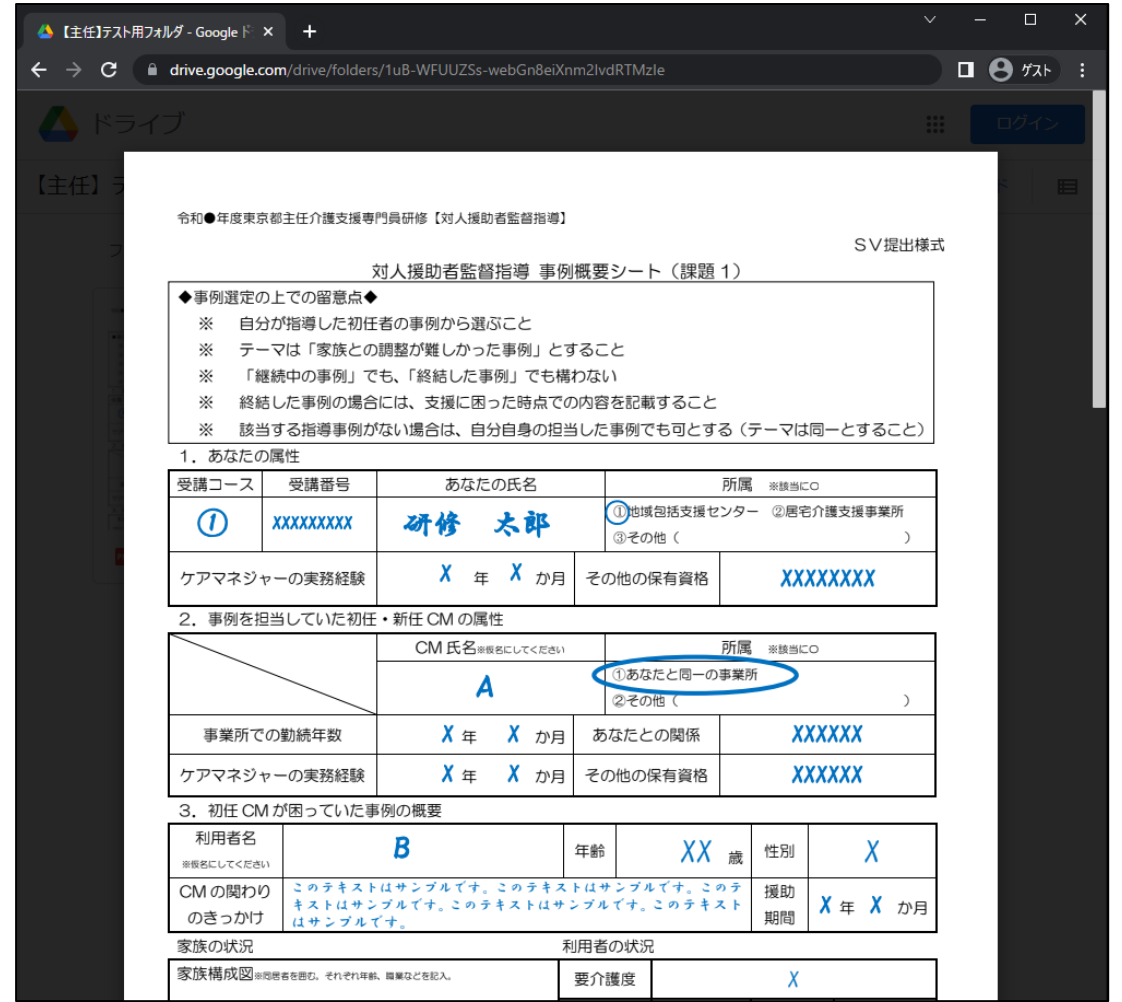 【主任】テスト用フォルダ - Google ド
drive.google.com/drive/folders/1uB-WFUUZSs-webGn8eiXnm2IvdRTMzIe
ゲスト
ドライブ
ログイン
【主任】テ
令和●年度東京都主任介護支援専門員研修【対人援助者監督指導】
ＳＶ提出様式
対人援助者監督指導 事例概要シート（課題１）
◆事例選定の上での留意点◆
※ 自分が指導した初任者の事例から選ぶこと
※ テーマは「家族との調整が難しかった事例」とすること
※ 「継続中の事例」でも、「終結した事例」でも構わない
※ 終結した事例の場合には、支援に困った時点での内容を記載すること
※ 該当する指導事例がない場合は、自分自身の担当した事例でも可とする（テーマは同一とすること）
１．あなたの属性
受講コース 受講番号 あなたの氏名 所属 ※該当に○
① XXXXXXXXX 研修 太郎 ①地域包括支援センター ②居宅介護支援事業所
③その他（ ）
ケアマネジャーの実務経験 X 年 X か月 その他の保有資格 XXXXXXXX
２．事例を担当していた初任・新任 CM の属性
CM 氏名※仮名にしてください 所属 ※該当に○
A ①あなたと同一の事業所
②その他（ ）
事業所での勤続年数 X 年 X か月 あなたとの関係 XXXXXX
ケアマネジャーの実務経験 X 年 X か月 その他の保有資格 XXXXXX
３．初任 CM が困っていた事例の概要
利用者名 B 年齢 XX 歳 性別 X
※仮名にしてください
CM の関わりのきっかけ このテキストはサンプルです。このテキストはサンプルです。このテ
キストはサンプルです。このテキストはサンプルです。このテキスト
はサンプルです。
援助期間 X 年 X か月
家族の状況 利用者の状況
家族構成図※同居者を囲む。それぞれ年齢、職業などを記入。 要介護度 X